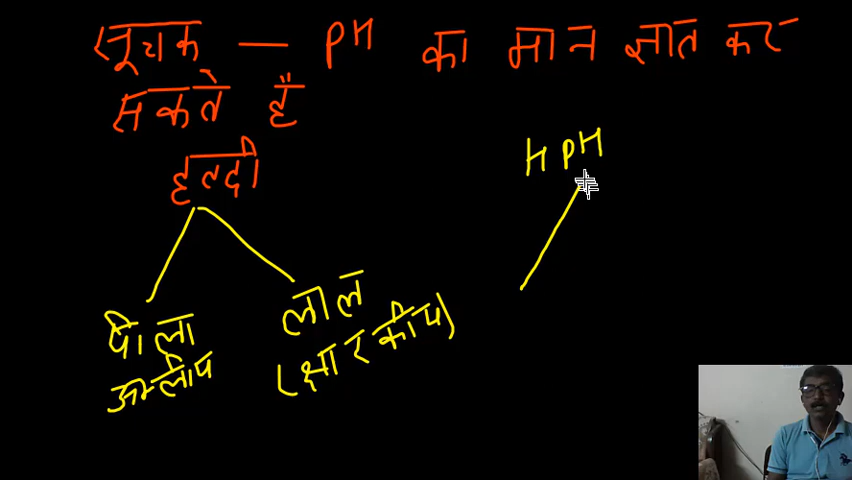 सूचक — PH का मान ज्ञात कर
सकते हैं
हल्दी
HPH
पीला
अम्लीय
लाल
(क्षारकीय)